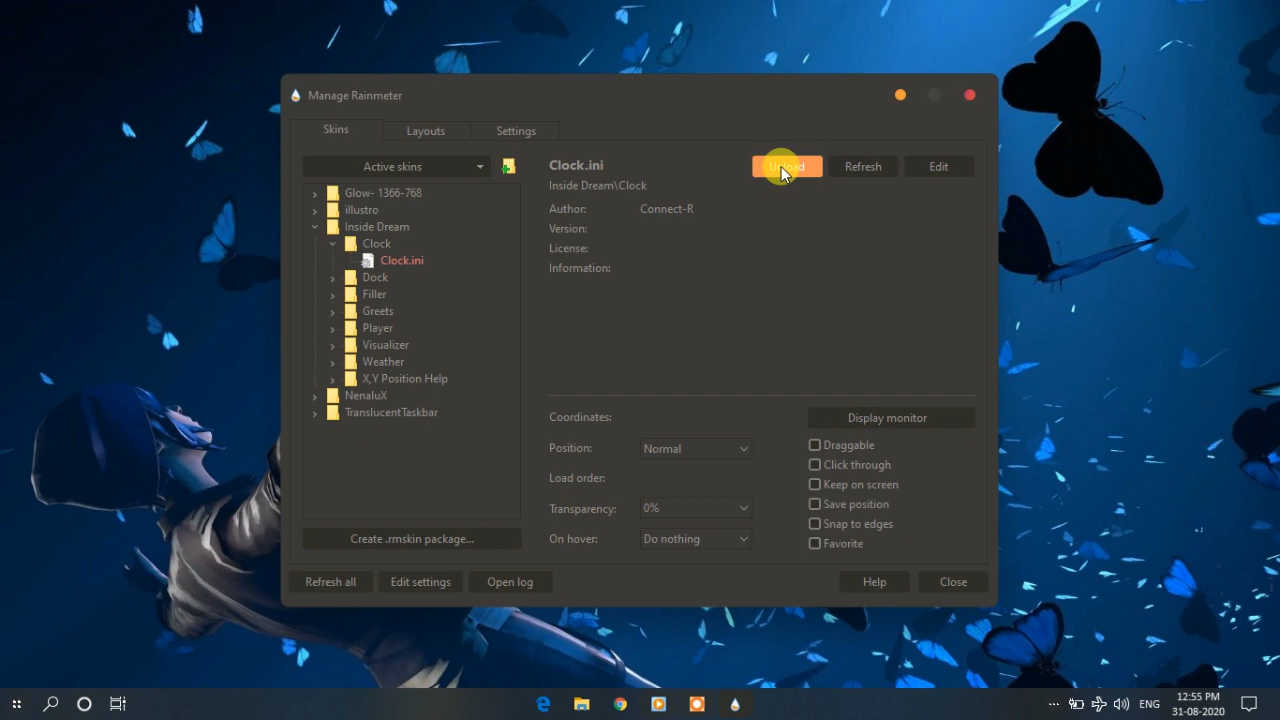 Manage Rainmeter
Skins
Layouts
Settings
Active skins
Glow- 1366-768
illustro
Inside Dream
Clock
Clock.ini
Dock
Filler
Greets
Player
Visualizer
Weather
X,Y Position Help
NenaluX
TranslucentTaskbar
Create .rmskin package...
Clock.ini
Refresh
Edit
Inside Dream\Clock
Author: Connect-R
Version:
License:
Information:
Coordinates:
Position: Normal
Load order:
Transparency: 0%
On hover: Do nothing
Display monitor
Draggable
Click through
Keep on screen
Save position
Snap to edges
Favorite
Refresh all
Edit settings
Open log
Help
Close
ENG
12:55 PM
31-08-2020